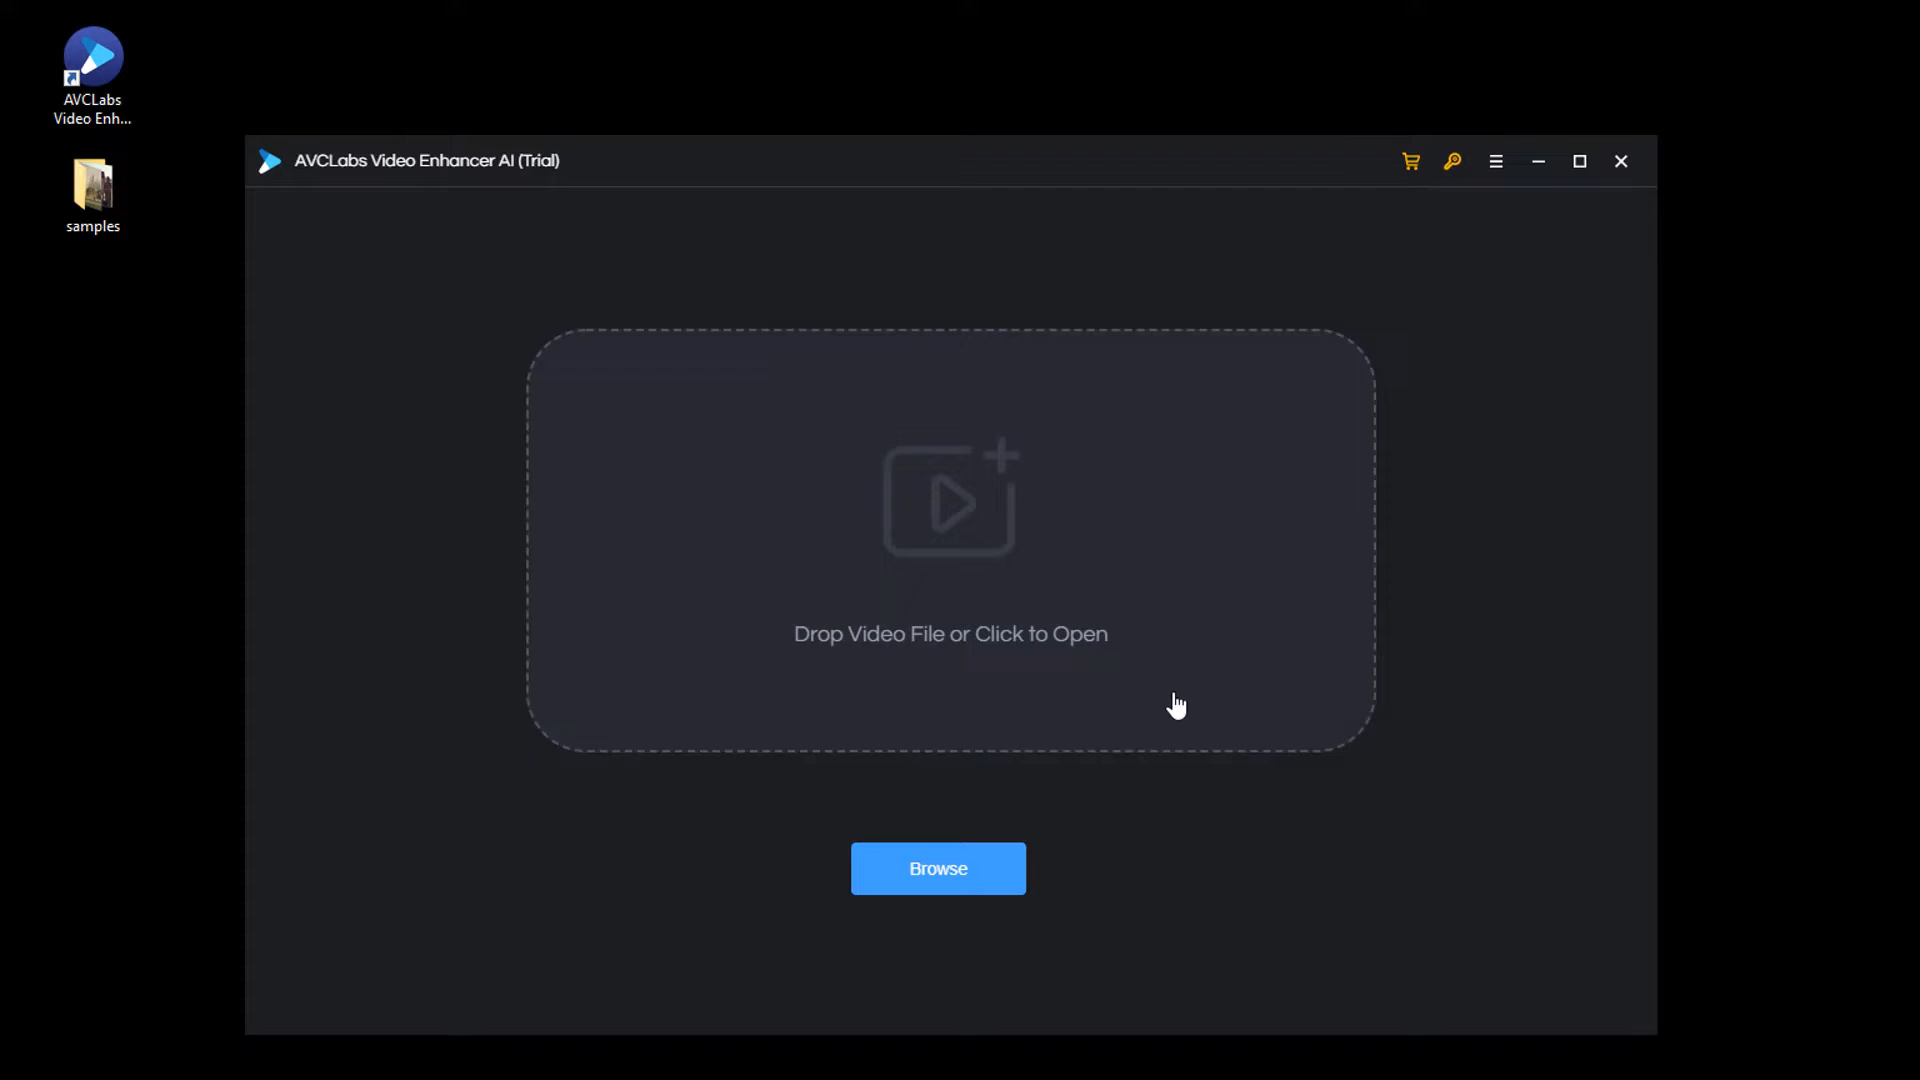 AVCLabs
Video Enh...
samples
AVCLabs Video Enhancer AI (Trial)
Drop Video File or Click to Open
Browse